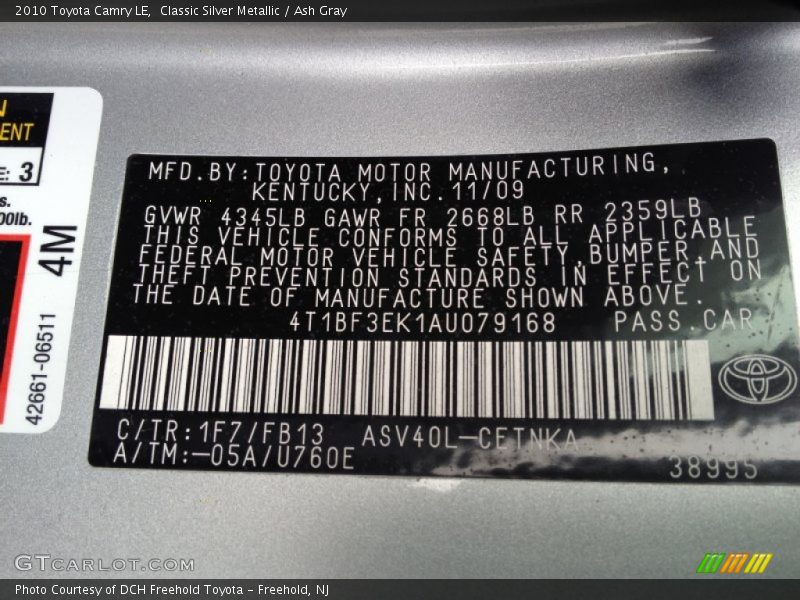 2010 Toyota Camry LE, Classic Silver Metallic / Ash Gray
ENT
E: 3
s.
00lb.
4M
42661-06511
MFD.BY:TOYOTA MOTOR MANUFACTURING,
KENTUCKY,INC.11/09
GVWR 4345LB GAWR FR 2668LB RR 2359LB
THIS VEHICLE CONFORMS TO ALL APPLICABLE
FEDERAL MOTOR VEHICLE SAFETY,BUMPER,AND
THEFT PREVENTION STANDARDS IN EFFECT ON
THE DATE OF MANUFACTURE SHOWN ABOVE.
4T1BF3EK1AU079168 PASS.CAR
C/TR:1F7/FB13 ASV40L-CETNKA
A/TM:-05A/U760E
38995
GTCARLOT.COM
Photo Courtesy of DCH Freehold Toyota - Freehold, NJ